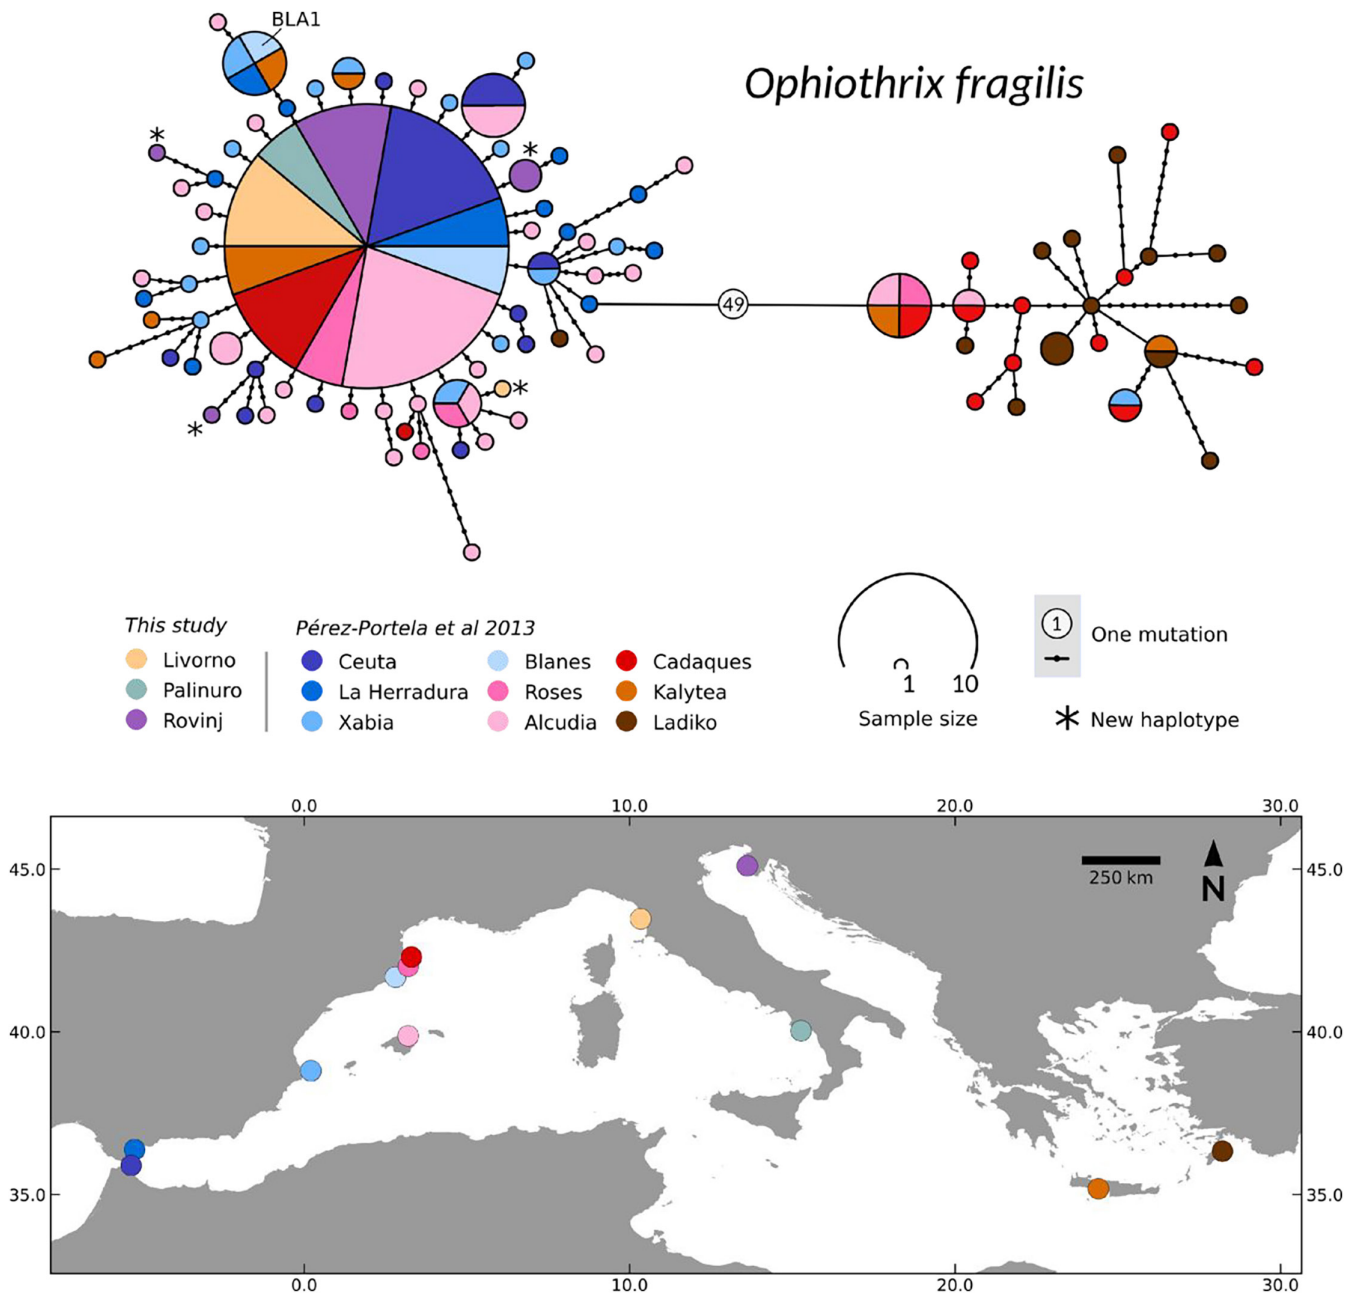 BLA1
Ophiothrix fragilis
*
*
49
*
*
This study
Pérez-Portela et al 2013
Livorno
Ceuta
Blanes
Cadaques
Palinuro
La Herradura
Roses
Kalytea
Rovinj
Xabia
Alcudia
Ladiko
1 10
Sample size
1
One mutation
* New haplotype
0.0 10.0 20.0 30.0
45.0 45.0
250 km
N
40.0 40.0
35.0 35.0
0.0 10.0 20.0 30.0